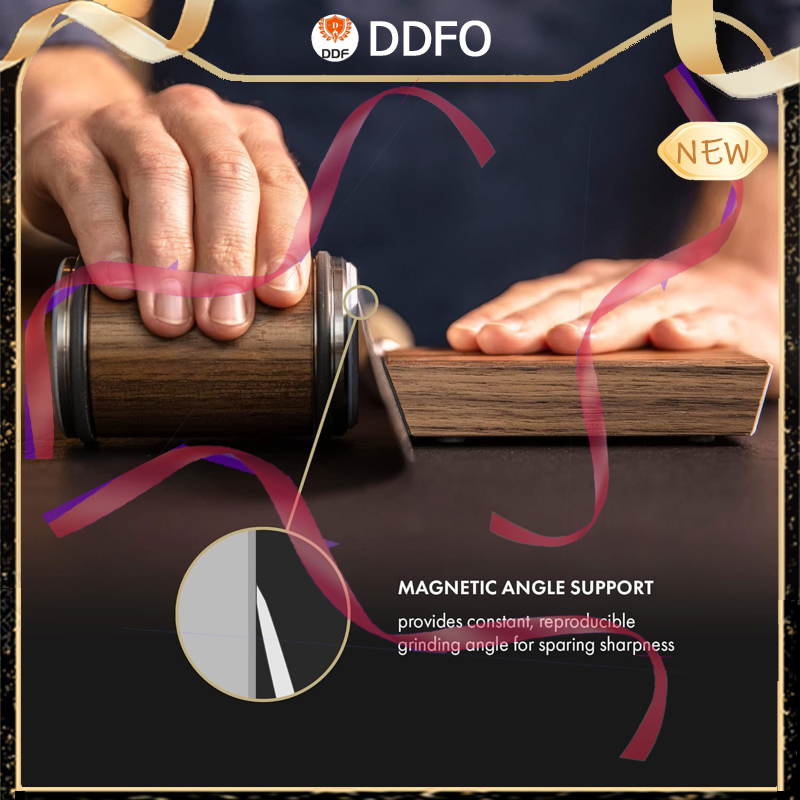 DDF
DDFO
NEW
MAGNETIC ANGLE SUPPORT
provides constant, reproducible
grinding angle for sparing sharpness